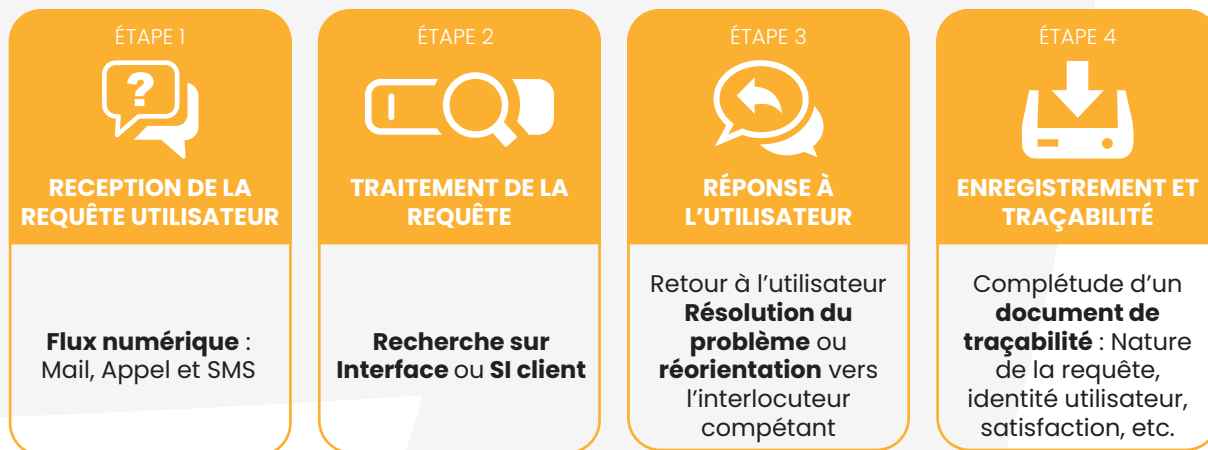 ÉTAPE 1
?
RECEPTION DE LA
REQUÊTE UTILISATEUR
Flux numérique :
Mail, Appel et SMS
ÉTAPE 2
TRAITEMENT DE LA
REQUÊTE
Recherche sur
Interface ou SI client
ÉTAPE 3
RÉPONSE À
L’UTILISATEUR
Retour à l’utilisateur
Résolution du
problème ou
réorientation vers
l’interlocuteur
compétant
ÉTAPE 4
ENREGISTREMENT ET
TRAÇABILITÉ
Complétude d’un
document de
traçabilité : Nature
de la requête,
identité utilisateur,
satisfaction, etc.